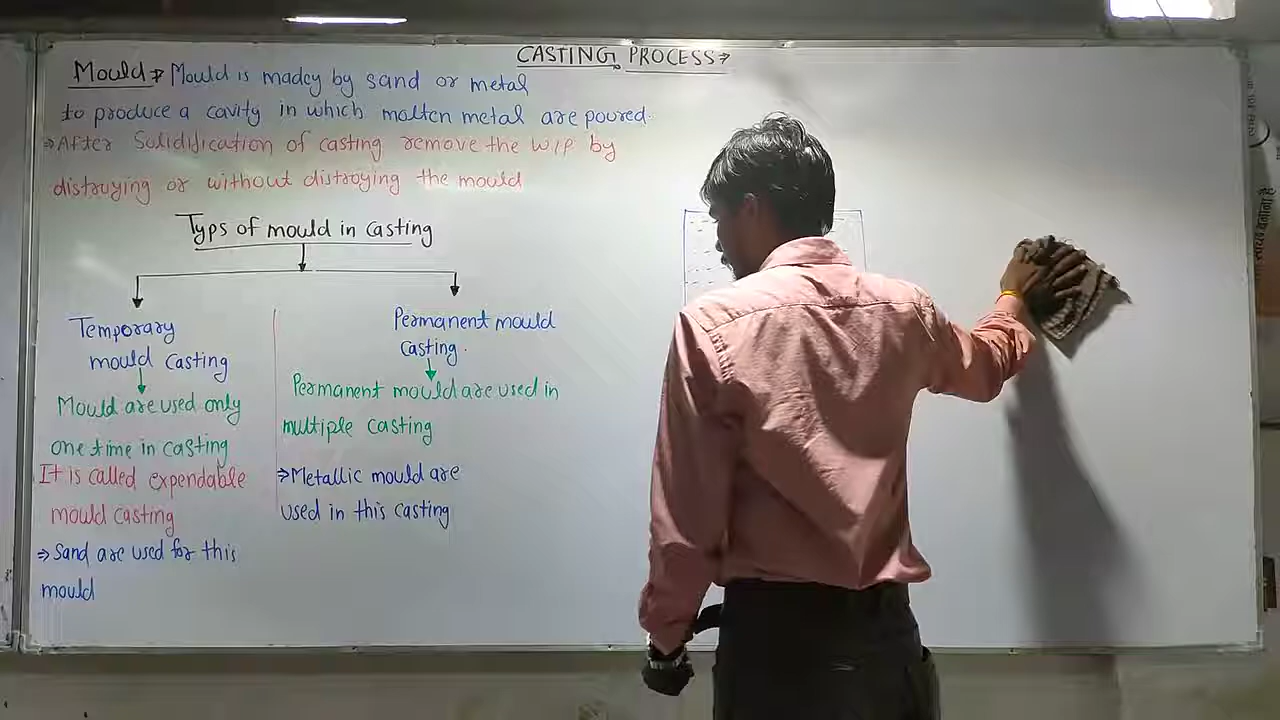 CASTING PROCESS→
Mould⇒ Mould is madey by sand or metal
to produce a cavity in which molten metal are poured.
⇒After Solidification of casting remove the W/P by
distroying or without distroying the mould
Typs of mould in casting
Temporary
mould casting
Mould are used only
one time in casting
It is called expendable
mould casting
⇒ Sand are used for this
mould
Permanent mould
casting.
Permanent mould are used in
multiple casting
⇒Metallic mould are
used in this casting